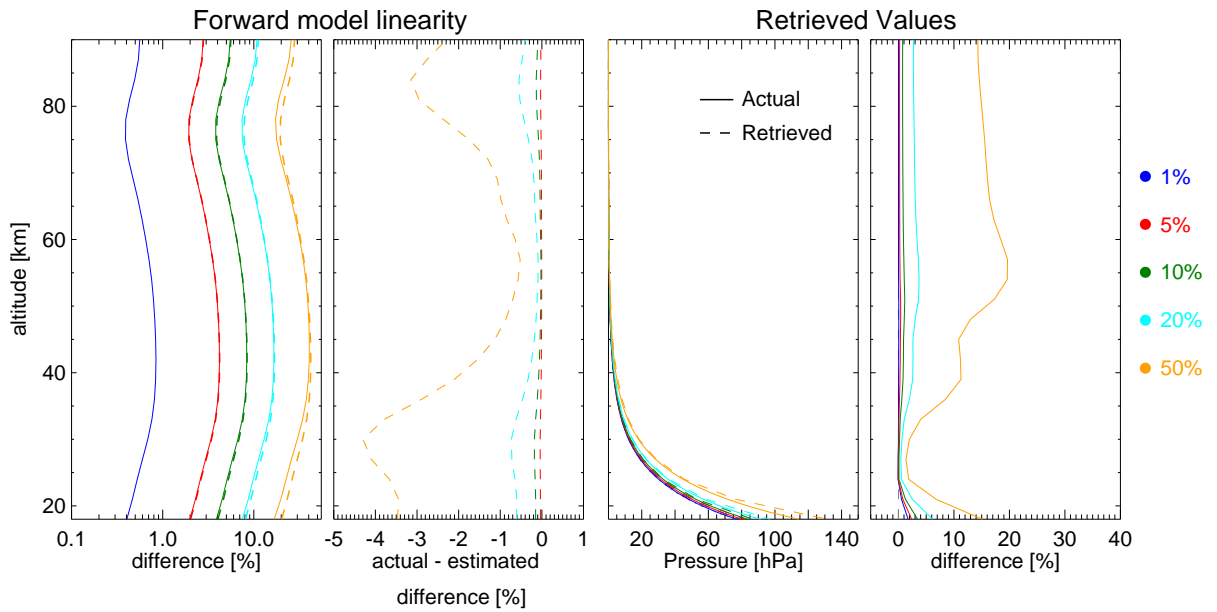 Forward model linearity
Retrieved Values
altitude [km]
80
60
40
20
0.1 1.0 10.0
difference [%]
-5 -4 -3 -2 -1 0 1
actual - estimated
difference [%]
Actual
Retrieved
20 60 100 140
Pressure [hPa]
0 10 20 30 40
difference [%]
1%
5%
10%
20%
50%